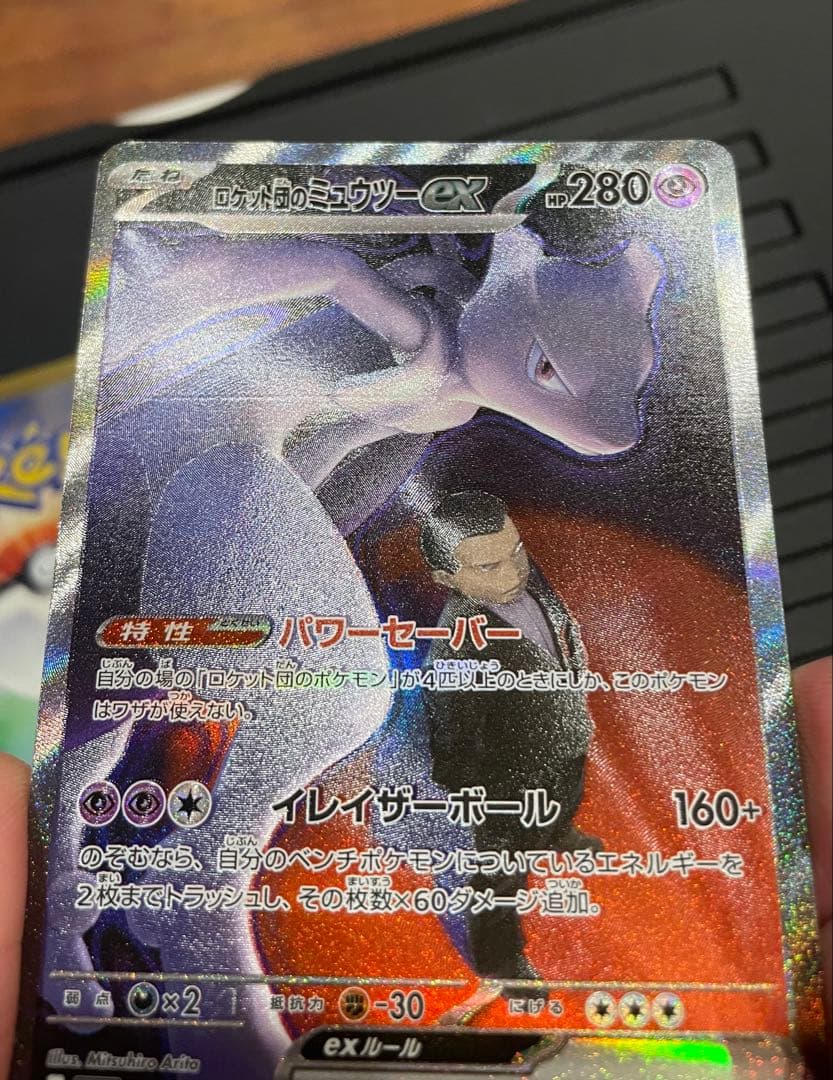 たね
ロケット団のミュウツーex
HP280
特性 とくせい パワーセーバー
自分の場の「ロケット団のポケモン」が4匹以上のときにしか、このポケモン
はワザが使えない。
イレイザーボール 160+
のぞむなら、自分のベンチポケモンについているエネルギーを
2枚までトラッシュし、その枚数×60ダメージ追加。
弱点 ×2 抵抗力 -30 にげる
exルール
Illus. Mitsuhiro Arita